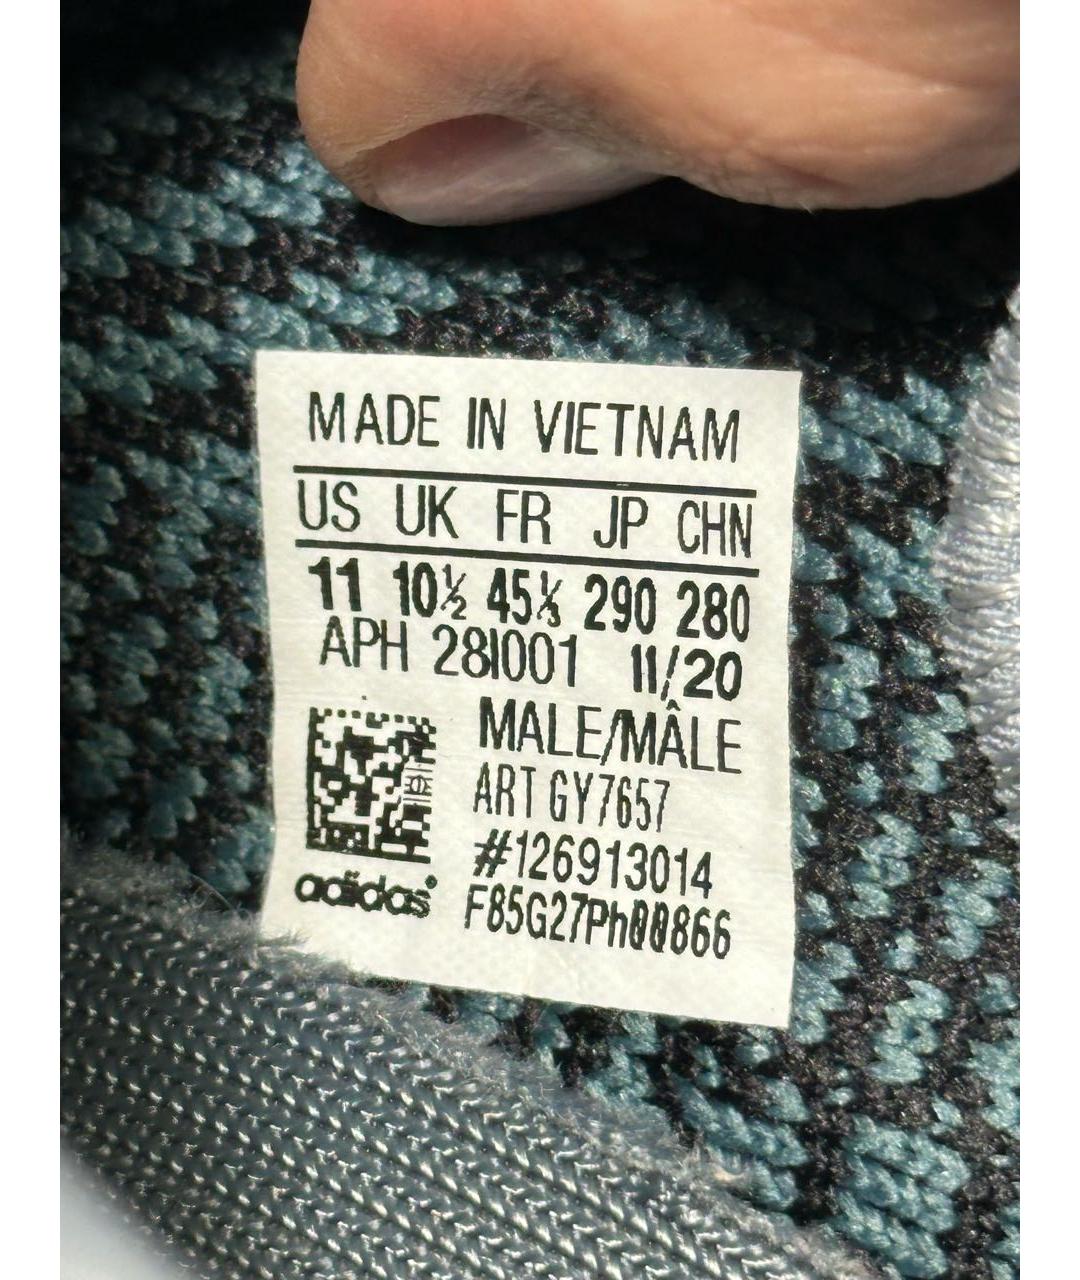 MADE IN VIETNAM
US UK FR JP CHN
11 10½ 45⅓ 290 280
APH 28I001 11/20
MALE/MÂLE
ART GY7657
#126913014
F85G27Ph00866
adidas®